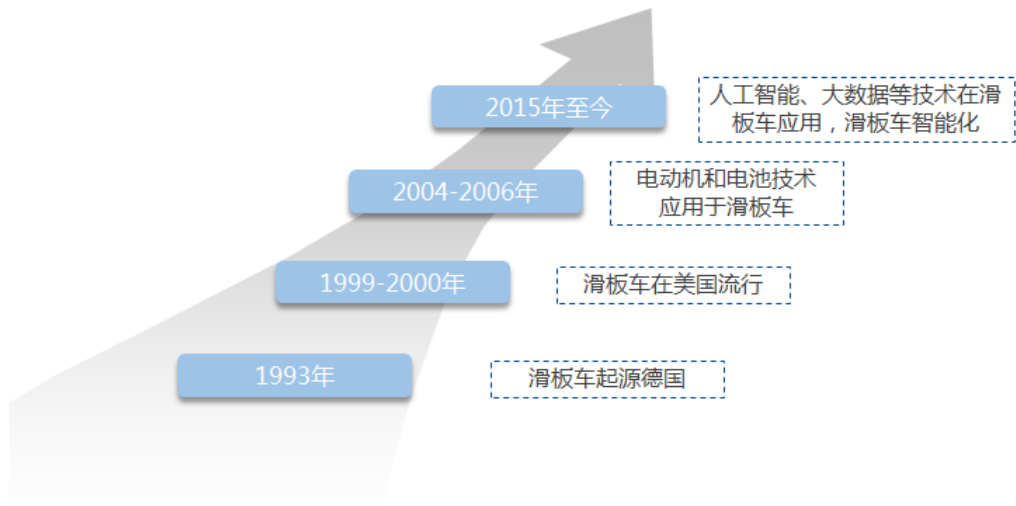 2015年至今
人工智能、大数据等技术在滑
板车应用，滑板车智能化
2004-2006年
电动机和电池技术
应用于滑板车
1999-2000年
滑板车在美国流行
1993年
滑板车起源德国